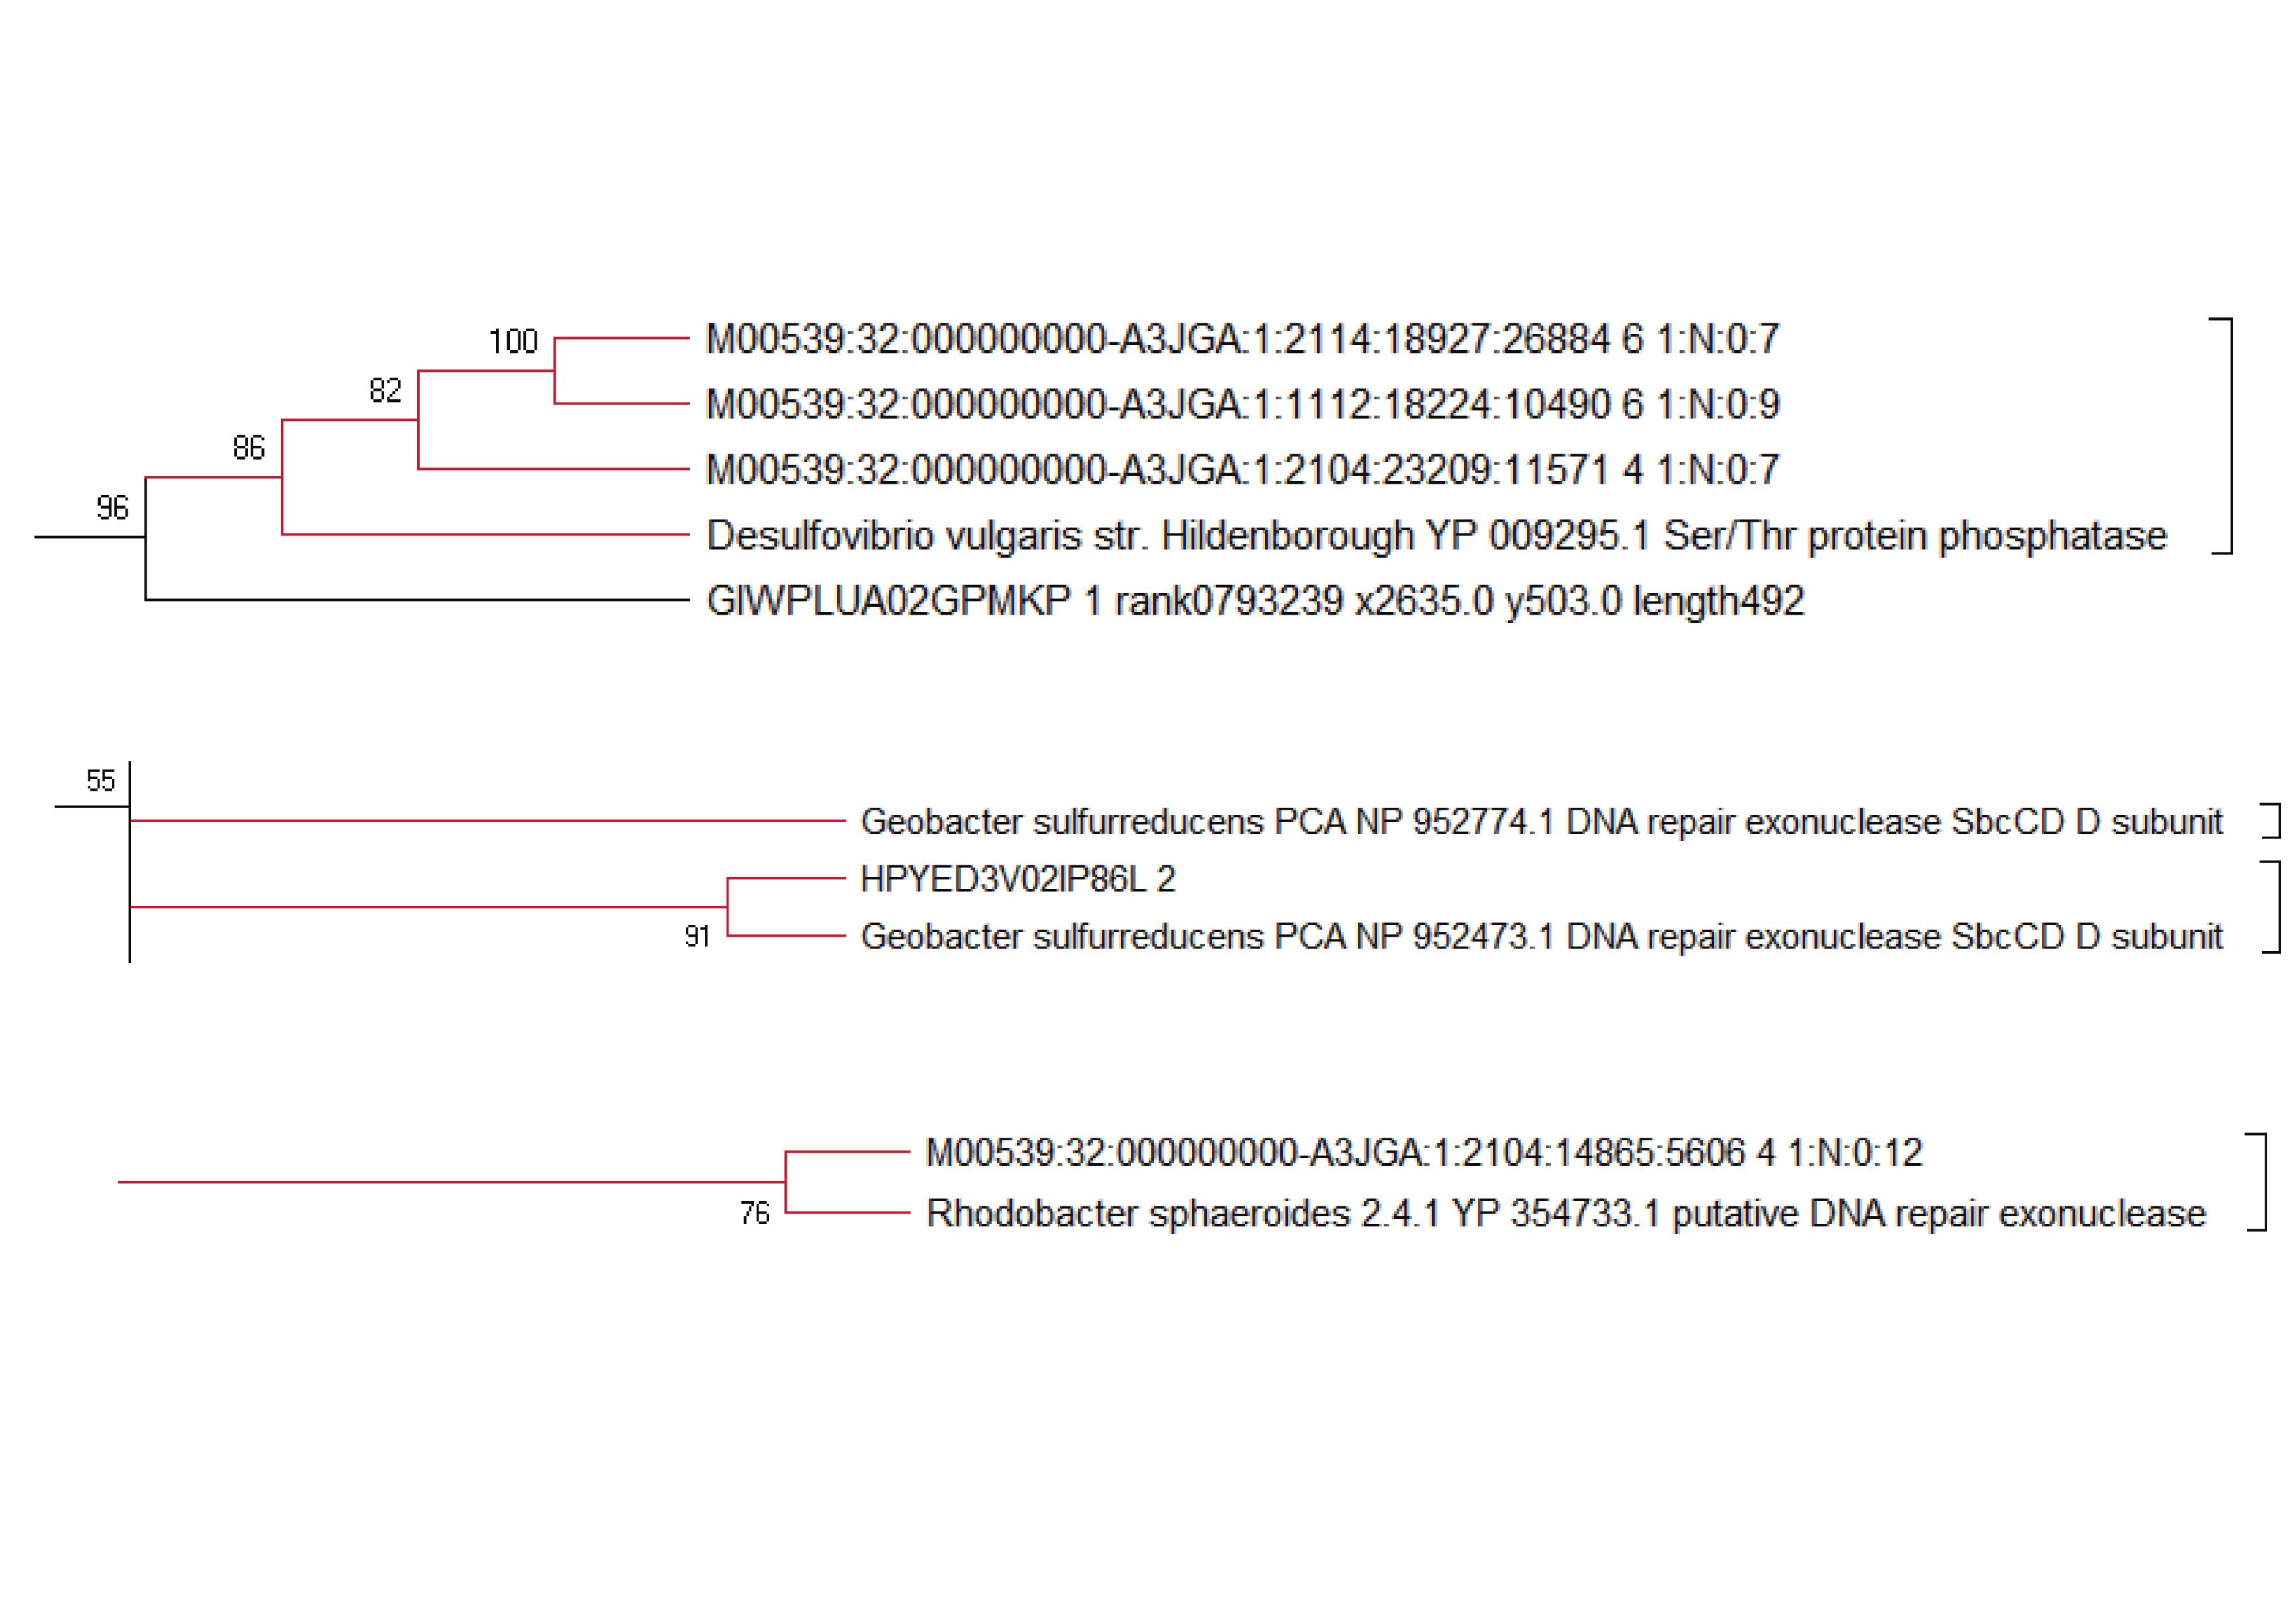 100
M00539:32:000000000-A3JGA:1:2114:18927:26884 6 1:N:0:7
82
M00539:32:000000000-A3JGA:1:1112:18224:10490 6 1:N:0:9
86
M00539:32:000000000-A3JGA:1:2104:23209:11571 4 1:N:0:7
96
Desulfovibrio vulgaris str. Hildenborough YP 009295.1 Ser/Thr protein phosphatase
GIWPLUA02GPMKP 1 rank0793239 x2635.0 y503.0 length492
55
Geobacter sulfurreducens PCA NP 952774.1 DNA repair exonuclease SbcCD D subunit
HPYED3V02IP86L 2
91
Geobacter sulfurreducens PCA NP 952473.1 DNA repair exonuclease SbcCD D subunit
M00539:32:000000000-A3JGA:1:2104:14865:5606 4 1:N:0:12
76
Rhodobacter sphaeroides 2.4.1 YP 354733.1 putative DNA repair exonuclease